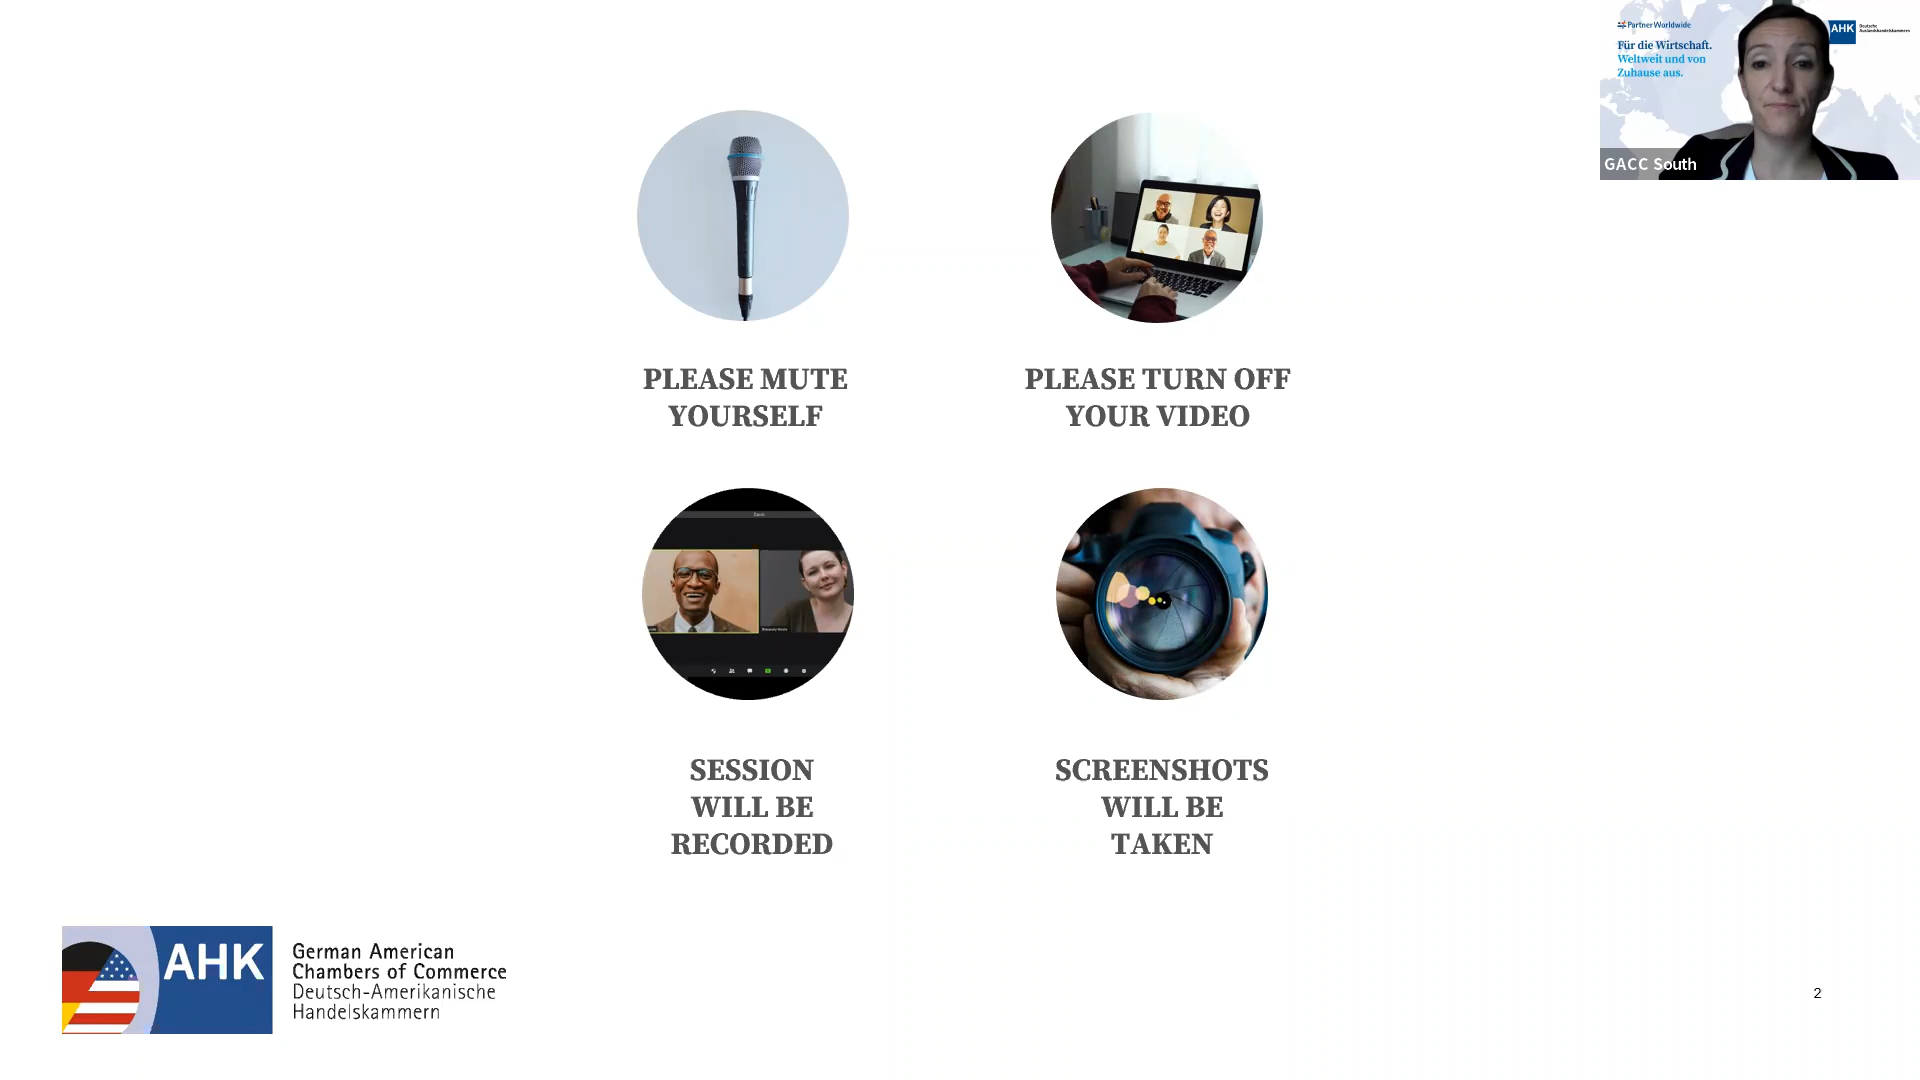 PartnerWorldwide
Für die Wirtschaft.
Weltweit und von
Zuhause aus.
AHK
Deutsche
Auslandshandelskammern
GACC South
PLEASE MUTE
YOURSELF
PLEASE TURN OFF
YOUR VIDEO
SESSION
WILL BE
RECORDED
SCREENSHOTS
WILL BE
TAKEN
AHK
German American
Chambers of Commerce
Deutsch-Amerikanische
Handelskammern
2